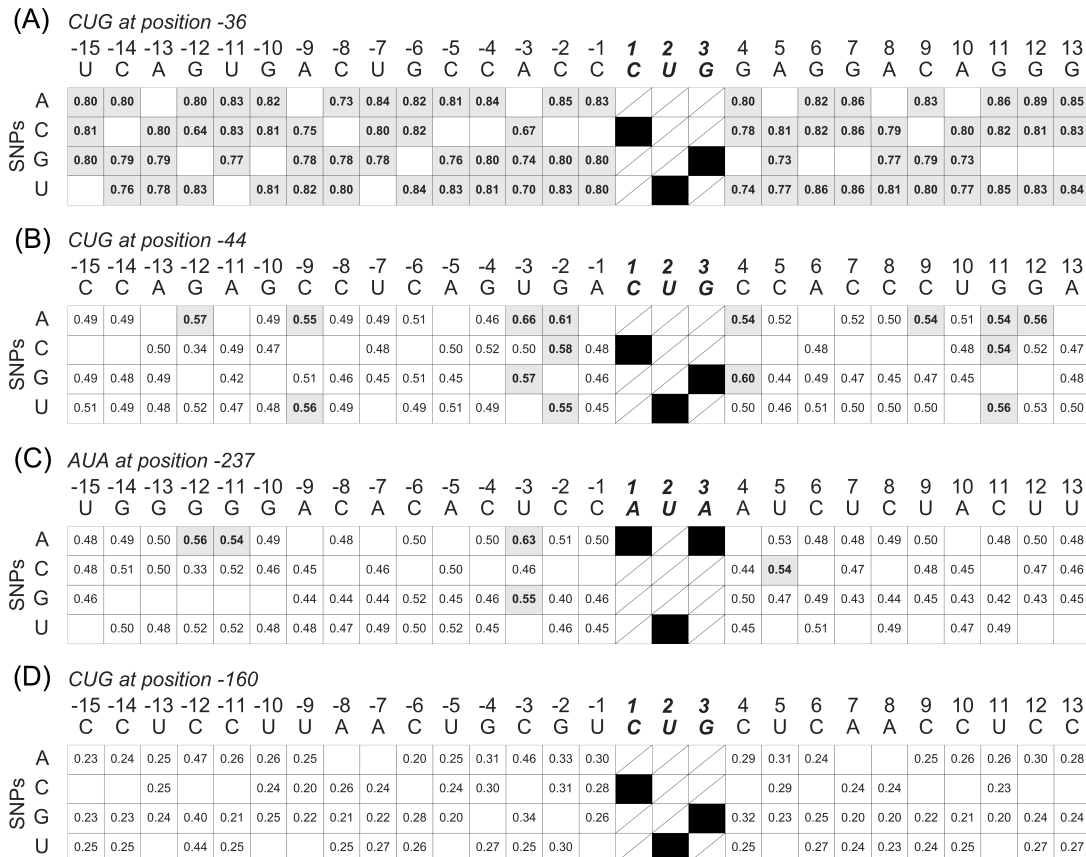 (A) CUG at position -36
-15 -14 -13 -12 -11 -10 -9 -8 -7 -6 -5 -4 -3 -2 -1 1 2 3 4 5 6 7 8 9 10 11 12 13
U C A G U G A C U G C C A C C C U G G A G G A C A G G G
SNPs
A 0.80 0.80 0.80 0.83 0.82 0.73 0.84 0.82 0.81 0.84 0.85 0.83 0.80 0.82 0.86 0.83 0.86 0.89 0.85
C 0.81 0.80 0.64 0.83 0.81 0.75 0.80 0.82 0.67 0.78 0.81 0.82 0.86 0.79 0.80 0.82 0.81 0.83
G 0.80 0.79 0.79 0.77 0.78 0.78 0.78 0.76 0.80 0.74 0.80 0.80 0.73 0.77 0.79 0.73
U 0.76 0.78 0.83 0.81 0.82 0.80 0.84 0.83 0.81 0.70 0.83 0.80 0.74 0.77 0.86 0.86 0.81 0.80 0.77 0.85 0.83 0.84
(B) CUG at position -44
-15 -14 -13 -12 -11 -10 -9 -8 -7 -6 -5 -4 -3 -2 -1 1 2 3 4 5 6 7 8 9 10 11 12 13
C C A G A G C C U C A G U G A C U G C C A C C C U G G A
SNPs
A 0.49 0.49 0.57 0.49 0.55 0.49 0.49 0.51 0.46 0.66 0.61 0.54 0.52 0.52 0.50 0.54 0.51 0.54 0.56
C 0.50 0.34 0.49 0.47 0.48 0.50 0.52 0.50 0.58 0.48 0.48 0.48 0.54 0.52 0.47
G 0.49 0.48 0.49 0.42 0.51 0.46 0.45 0.51 0.45 0.57 0.46 0.60 0.44 0.49 0.47 0.45 0.47 0.45 0.48
U 0.51 0.49 0.48 0.52 0.47 0.48 0.56 0.49 0.49 0.51 0.49 0.55 0.45 0.50 0.46 0.51 0.50 0.50 0.50 0.56 0.53 0.50
(C) AUA at position -237
-15 -14 -13 -12 -11 -10 -9 -8 -7 -6 -5 -4 -3 -2 -1 1 2 3 4 5 6 7 8 9 10 11 12 13
U G G G G G A C A C A C U C C A U A A U C U C U A C U U
SNPs
A 0.48 0.49 0.50 0.56 0.54 0.49 0.48 0.50 0.50 0.63 0.51 0.50 0.53 0.48 0.48 0.49 0.50 0.48 0.50 0.48
C 0.48 0.51 0.50 0.33 0.52 0.46 0.45 0.46 0.50 0.46 0.44 0.54 0.47 0.48 0.45 0.47 0.46
G 0.46 0.44 0.44 0.44 0.52 0.45 0.46 0.55 0.40 0.46 0.50 0.47 0.49 0.43 0.44 0.45 0.43 0.42 0.43 0.45
U 0.50 0.48 0.52 0.52 0.48 0.48 0.47 0.49 0.50 0.52 0.45 0.46 0.45 0.45 0.51 0.49 0.47 0.49
(D) CUG at position -160
-15 -14 -13 -12 -11 -10 -9 -8 -7 -6 -5 -4 -3 -2 -1 1 2 3 4 5 6 7 8 9 10 11 12 13
C C U C C U U A A C U G C G U C U G C U C A A C C U C C
SNPs
A 0.23 0.24 0.25 0.47 0.26 0.26 0.25 0.20 0.25 0.31 0.46 0.33 0.30 0.29 0.31 0.24 0.25 0.26 0.26 0.30 0.28
C 0.25 0.24 0.20 0.26 0.24 0.24 0.30 0.31 0.28 0.29 0.24 0.24 0.23
G 0.23 0.23 0.24 0.40 0.21 0.25 0.22 0.21 0.22 0.28 0.20 0.34 0.26 0.32 0.23 0.25 0.20 0.20 0.22 0.21 0.20 0.24 0.24
U 0.25 0.25 0.44 0.25 0.25 0.27 0.26 0.27 0.25 0.30 0.25 0.27 0.24 0.23 0.24 0.25 0.27 0.27